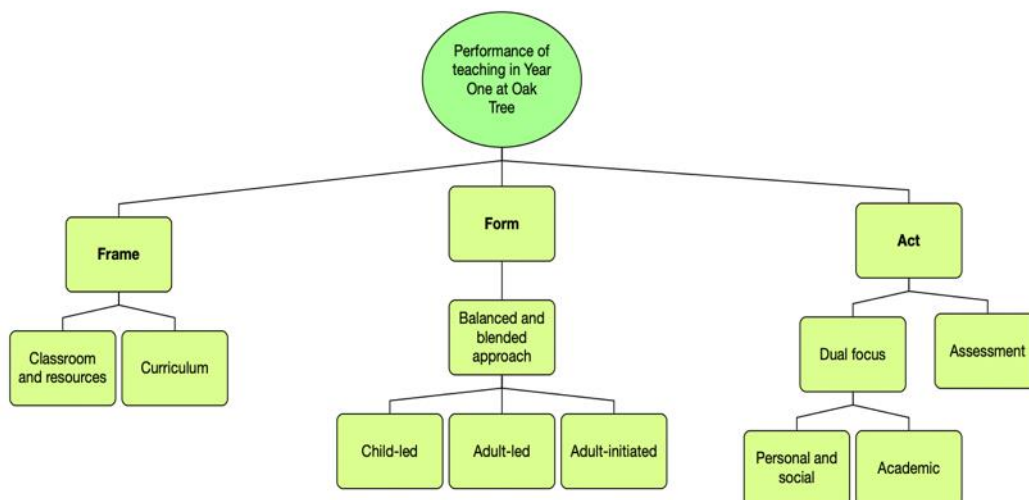 Performance of
teaching in Year
One at Oak
Tree
Frame
Form
Act
Classroom
and resources
Curriculum
Balanced and
blended
approach
Dual focus
Assessment
Child-led
Adult-led
Adult-initiated
Personal and
social
Academic